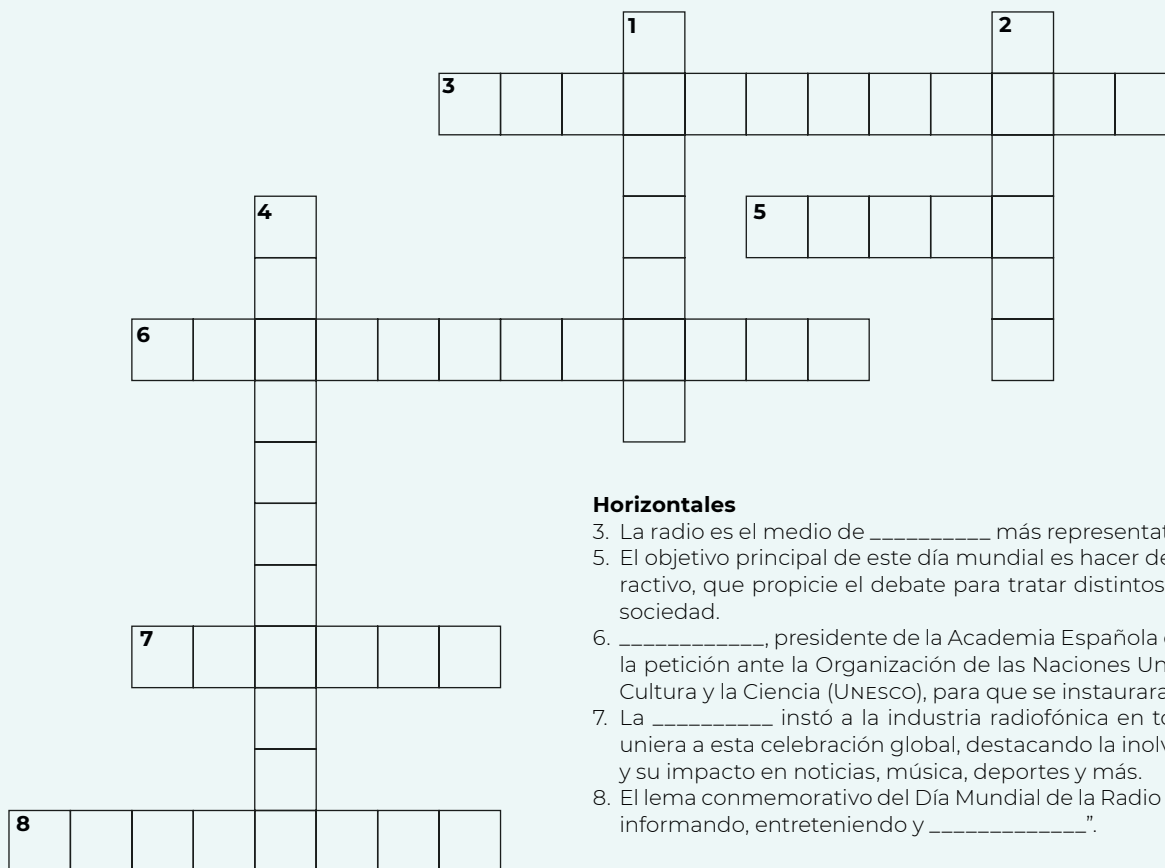 1
2
3
4
5
6
7
8
Horizontales
3. La radio es el medio de __________ más representat
5. El objetivo principal de este día mundial es hacer de
ractivo, que propicie el debate para tratar distintos
sociedad.
6. ____________, presidente de la Academia Española
la petición ante la Organización de las Naciones Un
Cultura y la Ciencia (UNESCO), para que se instaurara
7. La __________ instó a la industria radiofónica en to
uniera a esta celebración global, destacando la inolv
y su impacto en noticias, música, deportes y más.
8. El lema conmemorativo del Día Mundial de la Radio
informando, entreteniendo y _____________”.